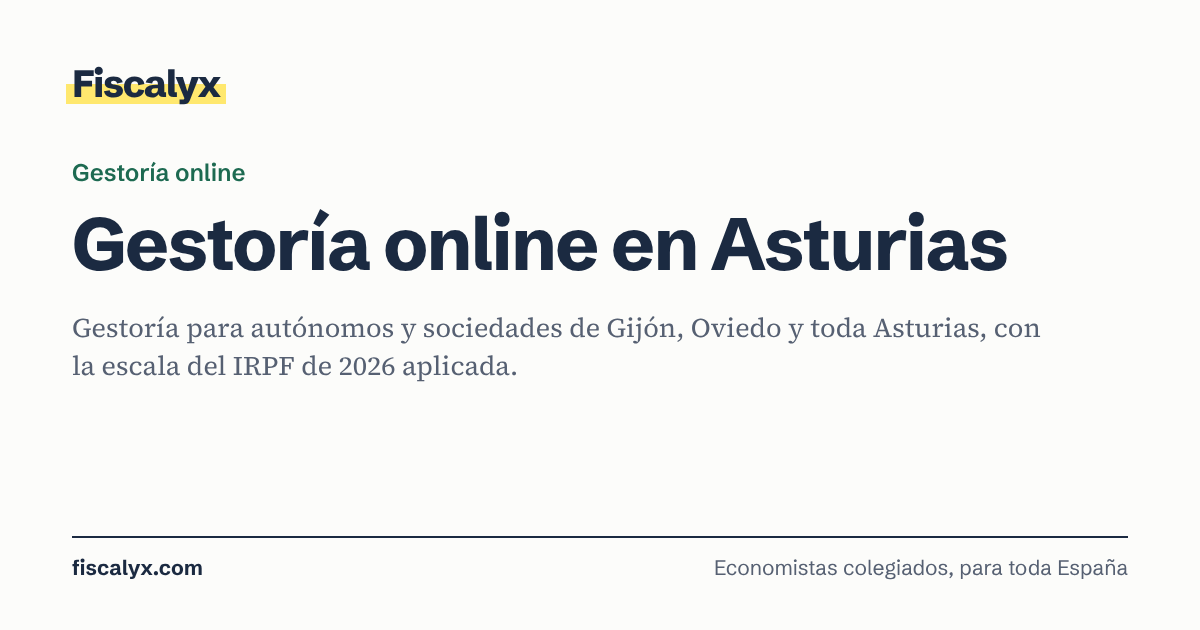 Fiscalyx
Gestoría online
Gestoría online en Asturias
Gestoría para autónomos y sociedades de Gijón, Oviedo y toda Asturias, con
la escala del IRPF de 2026 aplicada.
fiscalyx.com
Economistas colegiados, para toda España